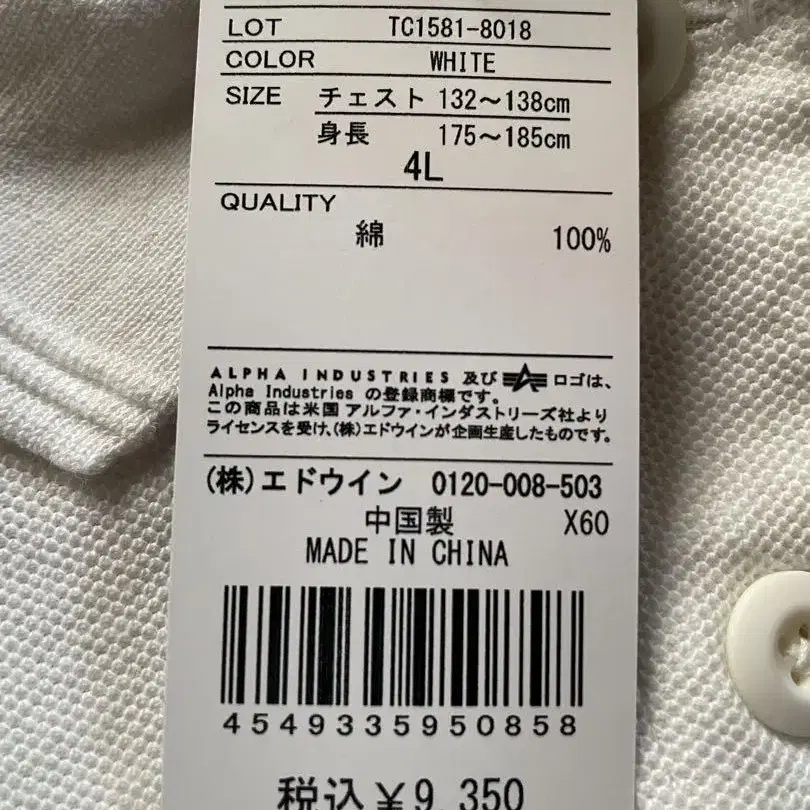 LOT TC1581-8018
COLOR WHITE
SIZE チェスト 132～138cm
身長 175～185cm
4L
QUALITY
綿 100%
ALPHA INDUSTRIES 及び ロゴは、
Alpha Industries の登録商標です。
この商品は米国 アルファ・インダストリーズ社より
ライセンスを受け、(株)エドウインが企画生産したものです。
(株)エドウイン 0120-008-503
中国製 X60
MADE IN CHINA
4549335950858
税込¥9,350